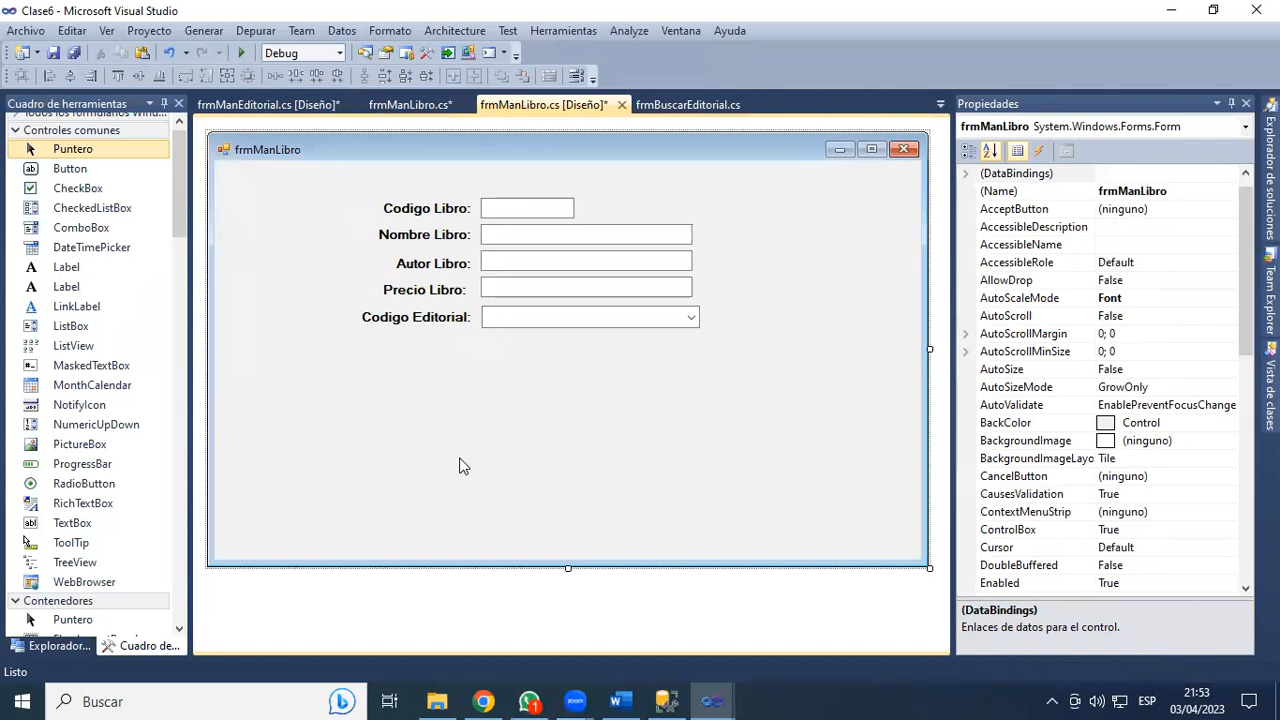 Clase6 - Microsoft Visual Studio
Archivo Editar Ver Proyecto Generar Depurar Team Datos Formato Architecture Test Herramientas Analyze Ventana Ayuda
Debug
Cuadro de herramientas
Todos los formularios Wind...
Controles comunes
Puntero
Button
CheckBox
CheckedListBox
ComboBox
DateTimePicker
Label
Label
LinkLabel
ListBox
ListView
MaskedTextBox
MonthCalendar
NotifyIcon
NumericUpDown
PictureBox
ProgressBar
RadioButton
RichTextBox
TextBox
ToolTip
TreeView
WebBrowser
Contenedores
Puntero
Explorador...
Cuadro de...
frmManEditorial.cs [Diseño]*
frmManLibro.cs*
frmManLibro.cs [Diseño]*
frmBuscarEditorial.cs
frmManLibro
Codigo Libro:
Nombre Libro:
Autor Libro:
Precio Libro:
Codigo Editorial:
Propiedades
frmManLibro System.Windows.Forms.Form
(DataBindings)
(Name) frmManLibro
AcceptButton (ninguno)
AccessibleDescription
AccessibleName
AccessibleRole Default
AllowDrop False
AutoScaleMode Font
AutoScroll False
AutoScrollMargin 0; 0
AutoScrollMinSize 0; 0
AutoSize False
AutoSizeMode GrowOnly
AutoValidate EnablePreventFocusChange
BackColor Control
BackgroundImage (ninguno)
BackgroundImageLayo Tile
CancelButton (ninguno)
CausesValidation True
ContextMenuStrip (ninguno)
ControlBox True
Cursor Default
DoubleBuffered False
Enabled True
(DataBindings)
Enlaces de datos para el control.
Explorador de soluciones
Team Explorer
Vista de clases
Listo
Buscar
1
zoom
ESP
21:53
03/04/2023